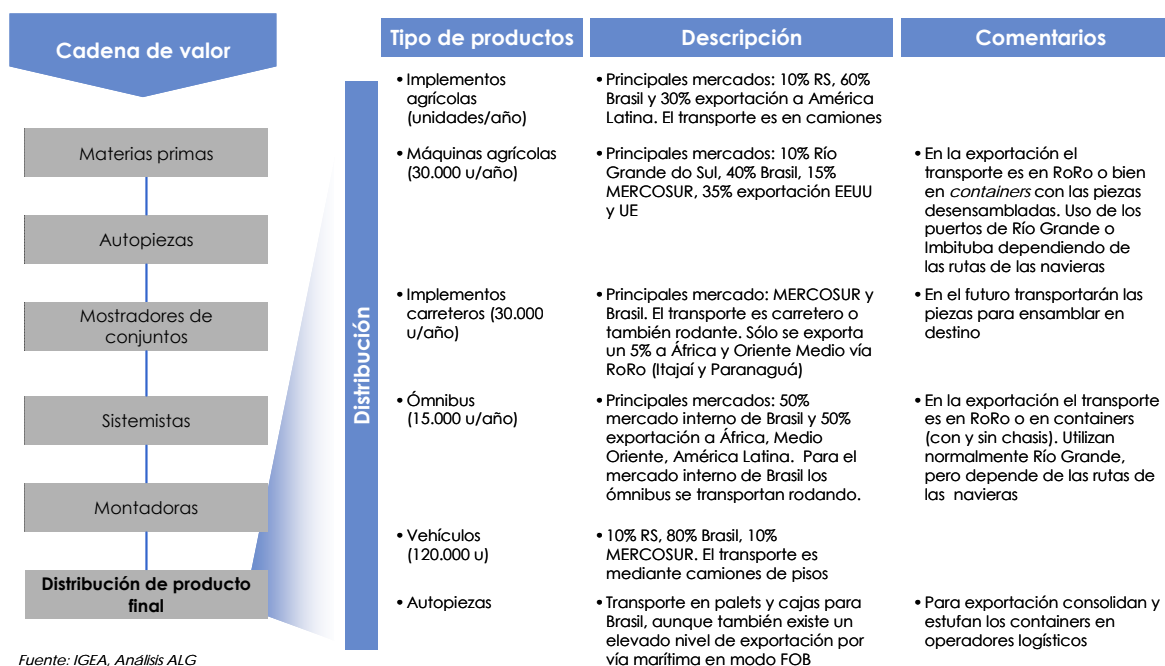 Cadena de valor
Materias primas
Autopiezas
Mostradores de
conjuntos
Sistemistas
Montadoras
Distribución de producto
final
Fuente: IGEA, Análisis ALG
Distribución
Tipo de productos
Descripción
Comentarios
• Implementos
agrícolas
(unidades/año)
• Principales mercados: 10% RS, 60%
Brasil y 30% exportación a América
Latina. El transporte es en camiones
• Máquinas agrícolas
(30.000 u/año)
• Principales mercados: 10% Río
Grande do Sul, 40% Brasil, 15%
MERCOSUR, 35% exportación EEUU
y UE
• En la exportación el
transporte es en RoRo o bien
en containers con las piezas
desensambladas. Uso de los
puertos de Río Grande o
Imbituba dependiendo de
las rutas de las navieras
• Implementos
carreteros (30.000
u/año)
• Principales mercado: MERCOSUR y
Brasil. El transporte es carretero o
también rodante. Sólo se exporta
un 5% a África y Oriente Medio vía
RoRo (Itajaí y Paranaguá)
• En el futuro transportarán las
piezas para ensamblar en
destino
• Ómnibus
(15.000 u/año)
• Principales mercados: 50%
mercado interno de Brasil y 50%
exportación a África, Medio
Oriente, América Latina. Para el
mercado interno de Brasil los
ómnibus se transportan rodando.
• En la exportación el transporte
es en RoRo o en containers
(con y sin chasis). Utilizan
normalmente Río Grande,
pero depende de las rutas de
las navieras
• Vehículos
(120.000 u)
• 10% RS, 80% Brasil, 10%
MERCOSUR. El transporte es
mediante camiones de pisos
• Autopiezas
• Transporte en palets y cajas para
Brasil, aunque también existe un
elevado nivel de exportación por
vía marítima en modo FOB
• Para exportación consolidan y
estufan los containers en
operadores logísticos